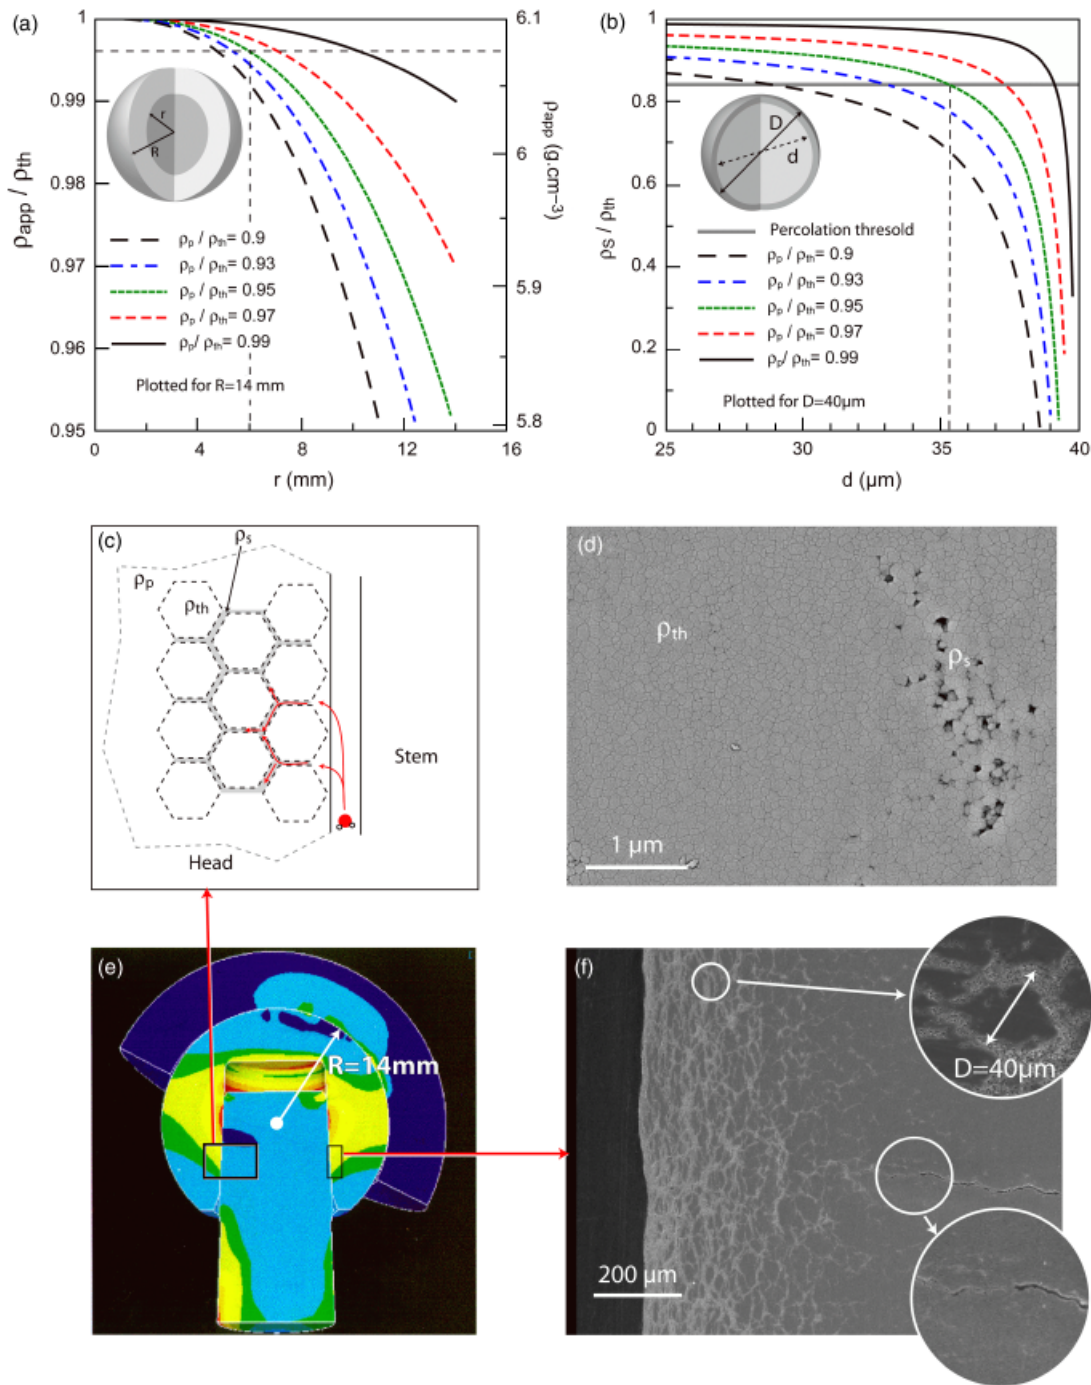 (a)
1
0.99
0.98
0.97
0.96
0.95
ρapp / ρth
6.1
6
5.9
5.8
ρapp (g.cm−3)
r
R
ρp / ρth= 0.9
ρp / ρth= 0.93
ρp / ρth= 0.95
ρp / ρth= 0.97
ρp/ ρth= 0.99
Plotted for R=14 mm
0 4 8 12 16
r (mm)
(b)
1
0.8
0.6
0.4
0.2
0
ρs / ρth
D
d
Percolation thresold
ρp / ρth= 0.9
ρp / ρth= 0.93
ρp / ρth= 0.95
ρp / ρth= 0.97
ρp / ρth= 0.99
Plotted for D=40µm
25 30 35 40
d (µm)
(c)
ρs
ρp
ρth
Stem
Head
(d)
ρth
ρs
1 µm
(e)
R=14mm
(f)
D=40µm
200 µm